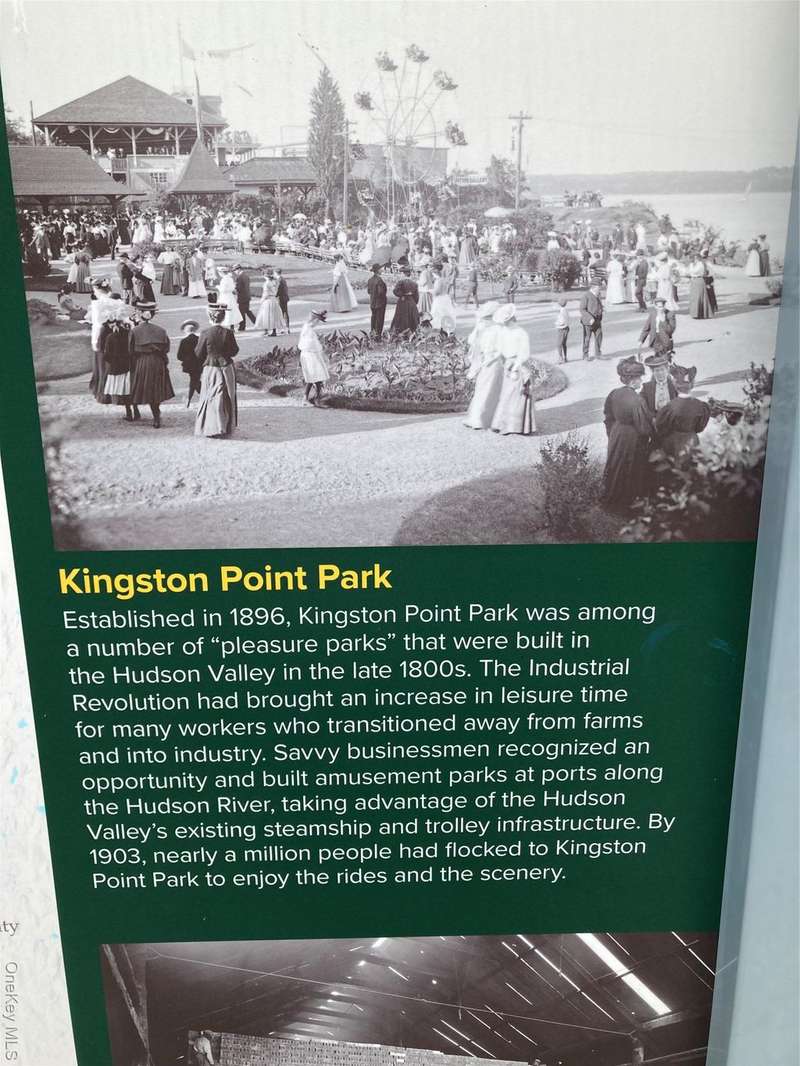 Kingston Point Park
Established in 1896, Kingston Point Park was among
a number of “pleasure parks” that were built in
the Hudson Valley in the late 1800s. The Industrial
Revolution had brought an increase in leisure time
for many workers who transitioned away from farms
and into industry. Savvy businessmen recognized an
opportunity and built amusement parks at ports along
the Hudson River, taking advantage of the Hudson
Valley’s existing steamship and trolley infrastructure. By
1903, nearly a million people had flocked to Kingston
Point Park to enjoy the rides and the scenery.
OneKey MLS